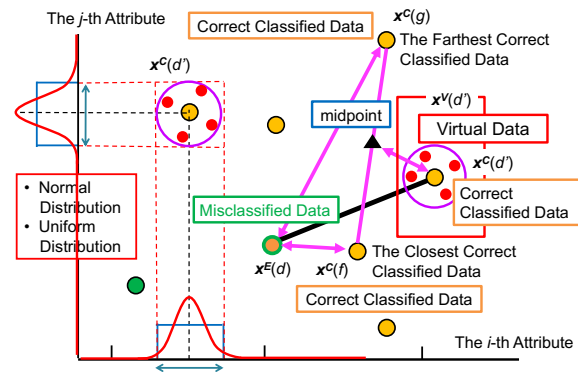 The j-th Attribute
x^C(g)
Correct Classified Data
The Farthest Correct
Classified Data
x^C(d’)
midpoint
x^V(d’)
Virtual Data
x^C(d’)
• Normal
Distribution
• Uniform
Distribution
Misclassified Data
Correct
Classified Data
x^E(d)
x^C(f)
The Closest Correct
Classified Data
Correct Classified Data
The i-th Attribute